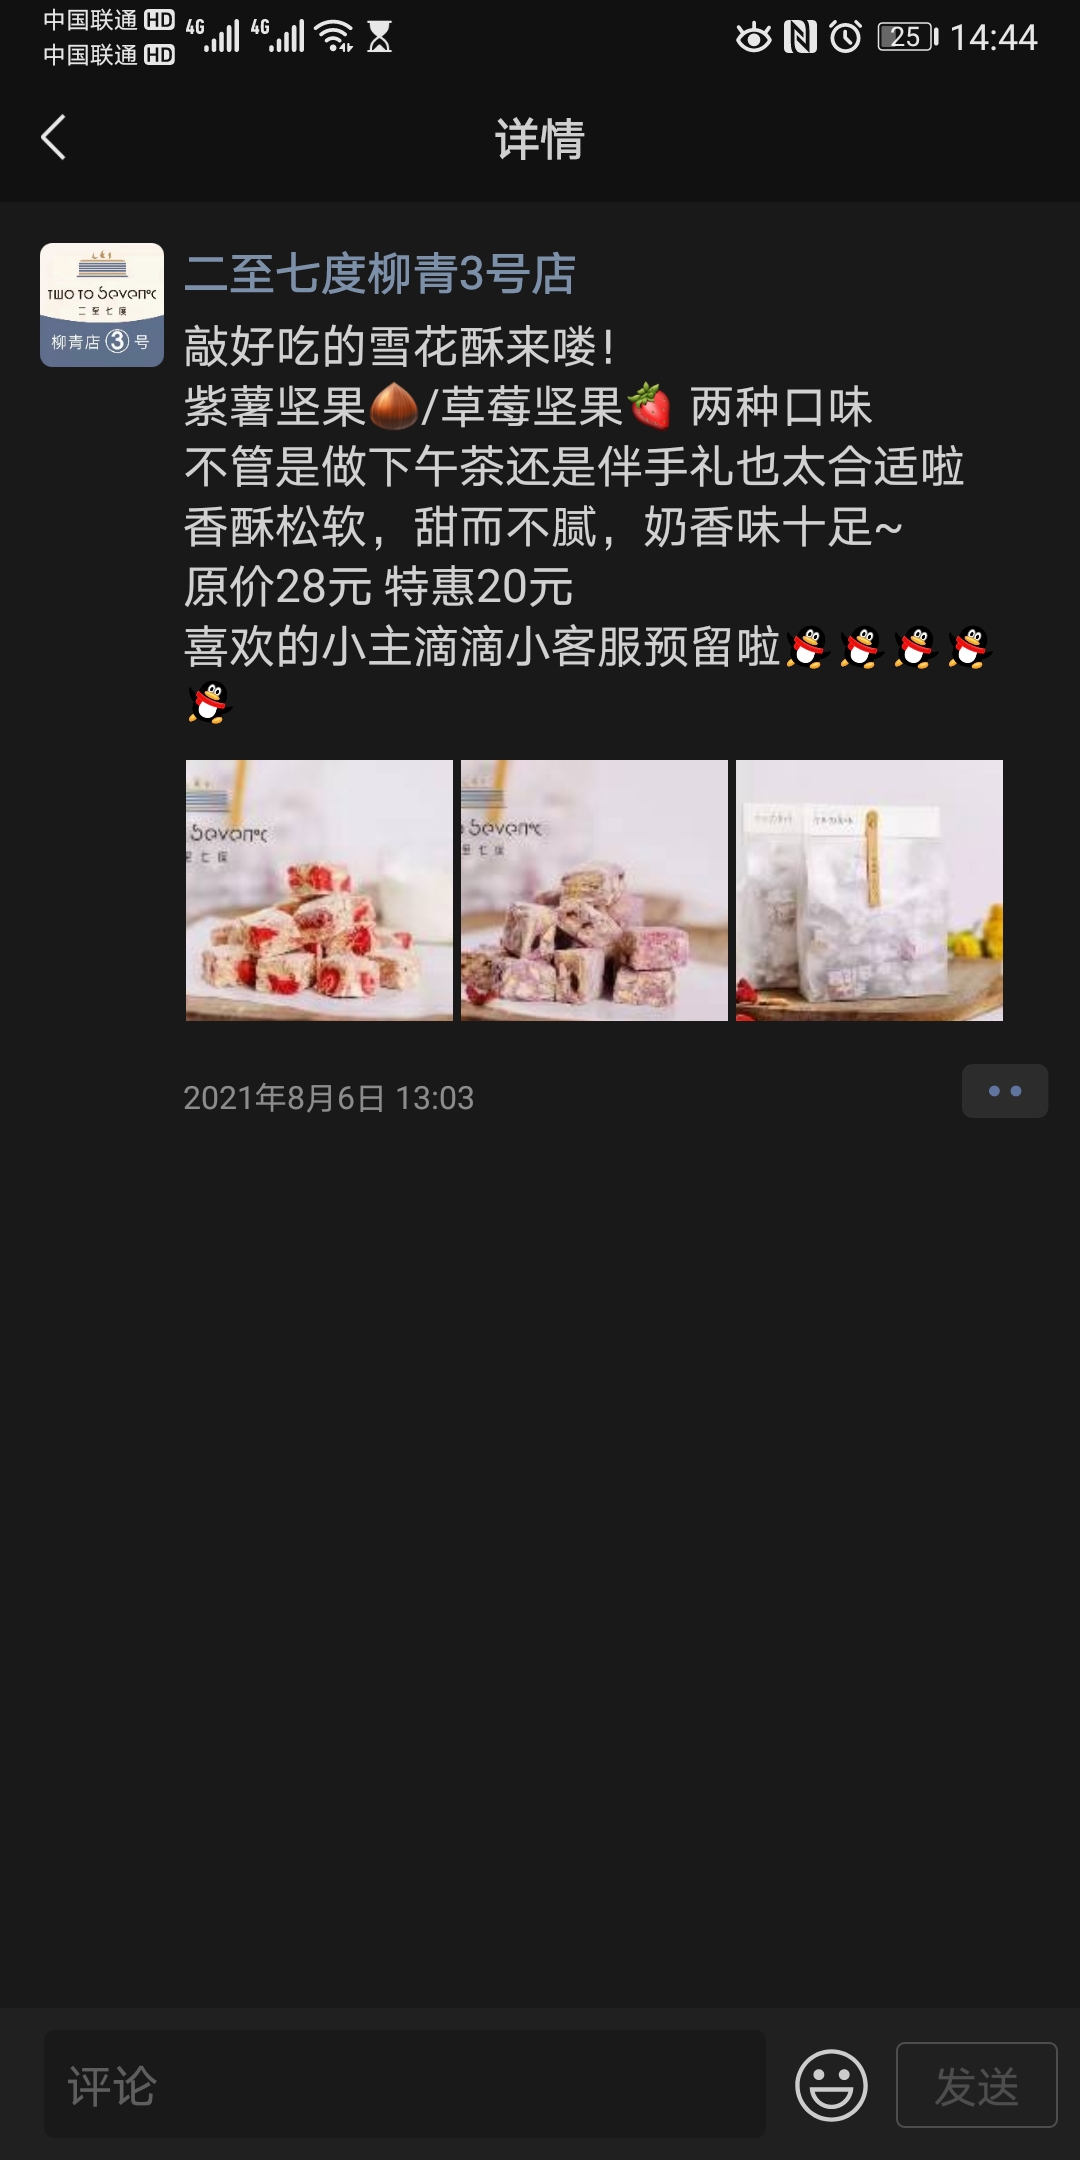 中国联通 HD 4G 4G 25 14:44
中国联通 HD
详情
TWO TO Seven℃
二至七度
柳青店③号
二至七度柳青3号店
敲好吃的雪花酥来喽！
紫薯坚果🌰/草莓坚果🍓 两种口味
不管是做下午茶还是伴手礼也太合适啦
香酥松软，甜而不腻，奶香味十足~
原价28元 特惠20元
喜欢的小主滴滴小客服预留啦
Seven℃
至七度
Seven℃
至七度
2021年8月6日 13:03
评论
发送